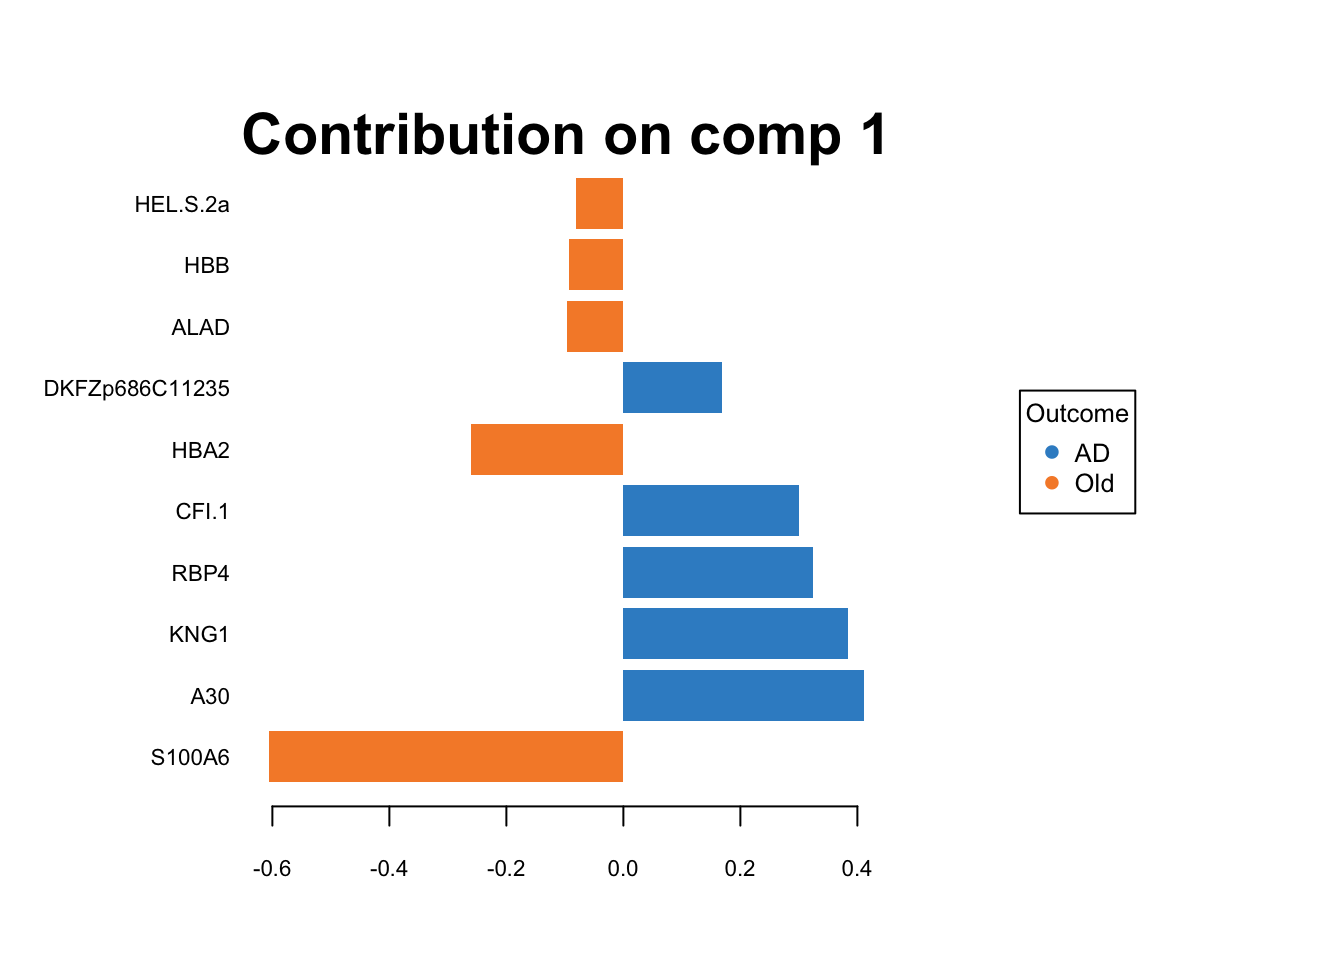 Contribution on comp 1
HEL.S.2a
HBB
ALAD
DKFZp686C11235
HBA2
CFI.1
RBP4
KNG1
A30
S100A6
-0.6 -0.4 -0.2 0.0 0.2 0.4
Outcome
AD
Old